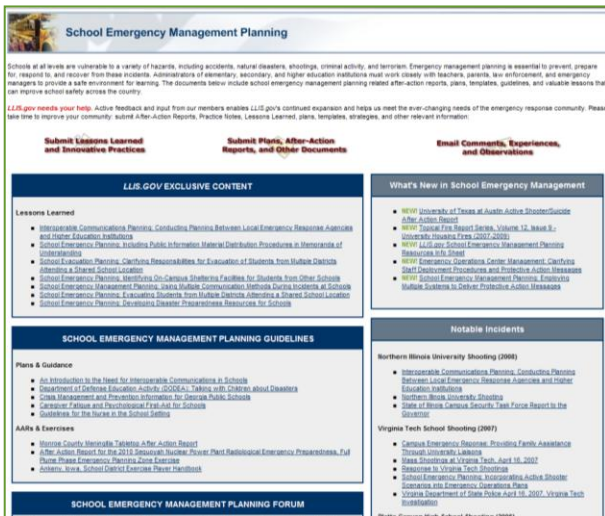 School Emergency Management Planning
Schools at all levels are vulnerable to a variety of hazards, including accidents, natural disasters, shootings, criminal activity, and terrorism. Emergency management planning is essential to prevent, prepare
for, respond to, and recover from these incidents. Administrators of elementary, secondary, and higher education institutions must work closely with teachers, parents, law enforcement, and emergency
managers to provide a safe environment for learning. The documents below include school emergency management planning related after-action reports, plans, templates, guidelines, and valuable lessons that
can improve school safety across the country.
LLIS.gov needs your help. Active feedback and input from our members enables LLIS.gov's continued expansion and helps us meet the ever-changing needs of the emergency response community. Please
take time to improve your community: submit After-Action Reports, Practice Notes, Lessons Learned, plans, templates, strategies, and other relevant information:
Submit Lessons Learned
and Innovative Practices
Submit Plans, After-Action
Reports, and Other Documents
Email Comments, Experiences,
and Observations
LLIS.GOV EXCLUSIVE CONTENT
Lessons Learned
Interoperable Communications Planning: Conducting Planning Between Local Emergency Response Agencies
and Higher Education Institutions
School Emergency Planning: Including Public Information Material Distribution Procedures in Memoranda of
Understanding
School Evacuation Planning: Clarifying Responsibilities for Evacuation of Students from Multiple Districts
Attending a Shared School Location
School Emergency Planning: Identifying On-Campus Sheltering Facilities for Students from Other Schools
School Emergency Management Planning: Using Multiple Communication Methods During Incidents at Schools
School Emergency Planning: Evacuating Students from Multiple Districts Attending a Shared School Location
School Emergency Planning: Developing Disaster Preparedness Resources for Schools
SCHOOL EMERGENCY MANAGEMENT PLANNING GUIDELINES
Plans & Guidance
An Introduction to the Need for Interoperable Communications in Schools
Department of Defense Education Activity (DODEA): Talking with Children about Disasters
Crisis Management and Prevention Information for Georgia Public Schools
Caregiver Fatigue and Psychological First-Aid for Schools
Guidelines for the Nurse in the School Setting
AARs & Exercises
Monroe County Meningitis Tabletop After Action Report
After Action Report for the 2010 Sequoyah Nuclear Power Plant Radiological Emergency Preparedness, Full
Plume Phase Emergency Planning Zone Exercise
Ankeny, Iowa, School District Exercise Player Handbook
SCHOOL EMERGENCY MANAGEMENT PLANNING FORUM
What's New in School Emergency Management
NEW! University of Texas at Austin Active Shooter/Suicide
After Action Report
NEW! Topical Fire Report Series, Volume 12, Issue 9 -
University Housing Fires (2007-2009)
NEW! LLIS.gov School Emergency Management Planning
Resources Info Sheet
NEW! Emergency Operations Center Management: Clarifying
Staff Deployment Procedures and Protective Action Messages
NEW! School Emergency Management Planning: Employing
Multiple Systems to Deliver Protective Action Messages
Notable Incidents
Northern Illinois University Shooting (2008)
Interoperable Communications Planning: Conducting Planning
Between Local Emergency Response Agencies and Higher
Education Institutions
Northern Illinois University Shooting
State of Illinois Campus Security Task Force Report to the
Governor
Virginia Tech School Shooting (2007)
Campus Emergency Response: Providing Family Assistance
Through University Liaisons
Mass Shootings at Virginia Tech, April 16, 2007
Response to Virginia Tech Shootings
School Emergency Planning: Incorporating Active Shooter
Scenarios into Emergency Operations Plans
Virginia Department of State Police April 16, 2007, Virginia Tech
Investigation